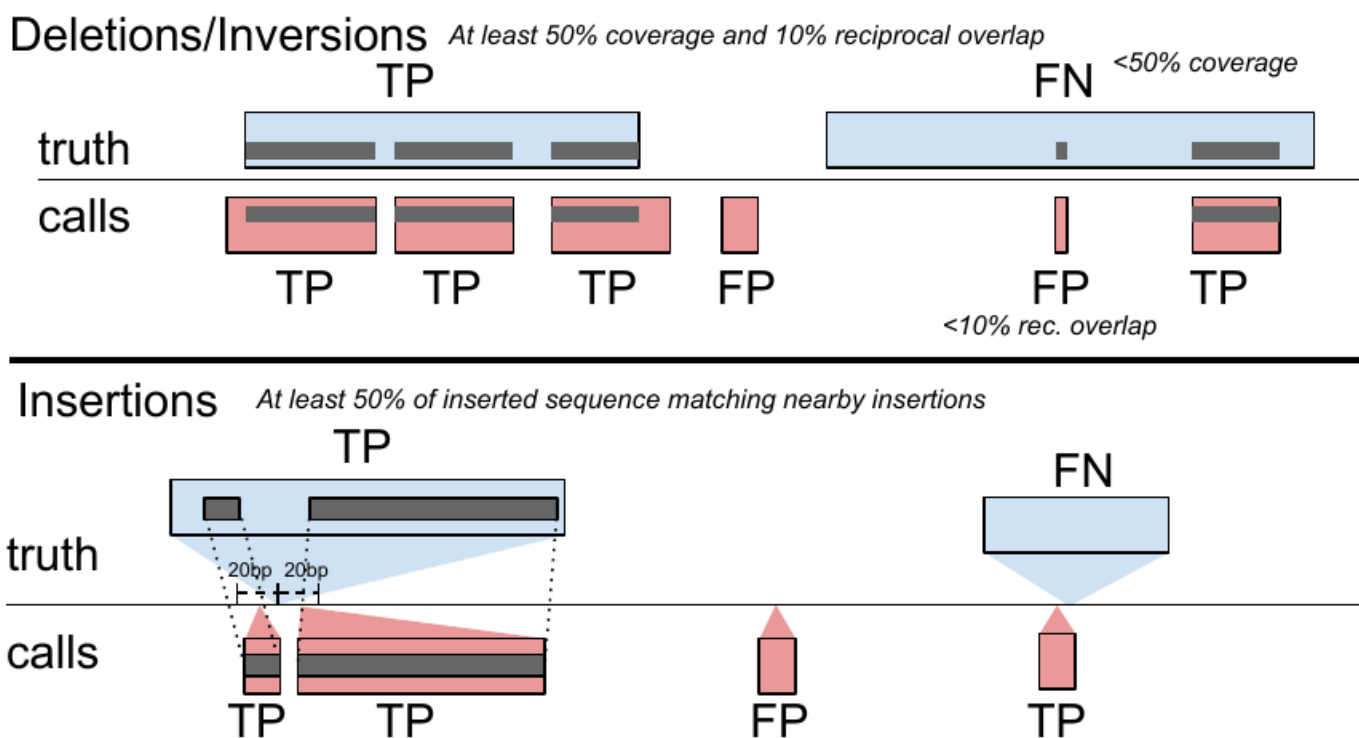 Deletions/Inversions At least 50% coverage and 10% reciprocal overlap
TP FN <50% coverage
truth
calls
TP TP TP FP FP TP
<10% rec. overlap
Insertions At least 50% of inserted sequence matching nearby insertions
TP FN
truth
20bp 20bp
calls
TP TP FP TP